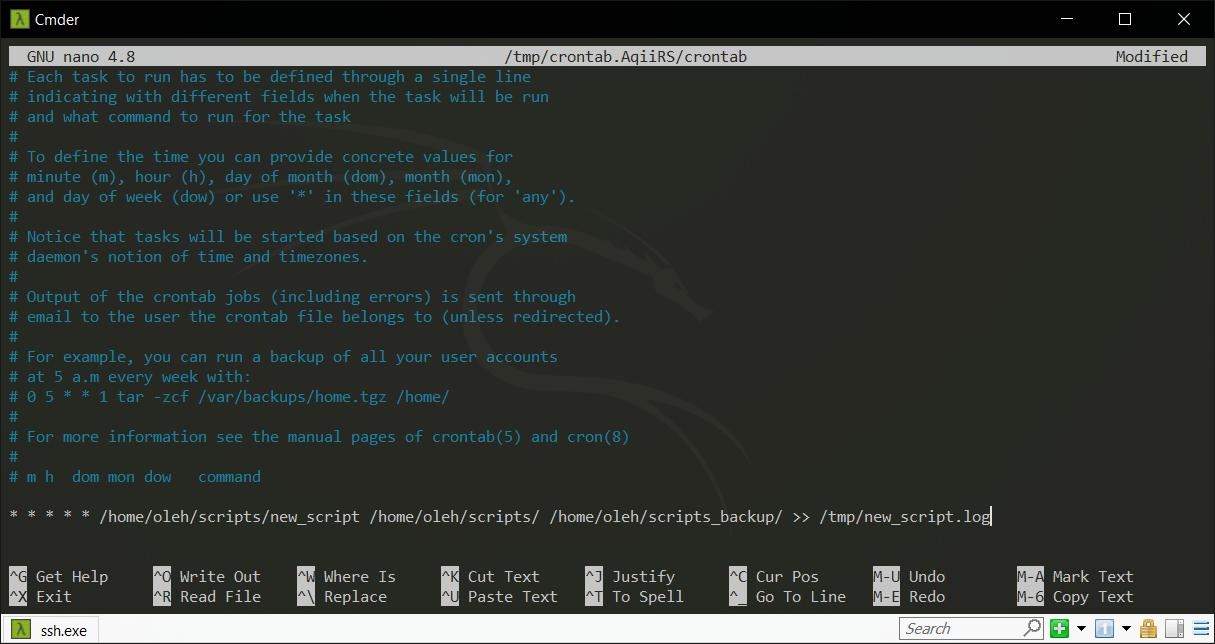 Cmder
GNU nano 4.8 /tmp/crontab.AqiiRS/crontab Modified
# Each task to run has to be defined through a single line
# indicating with different fields when the task will be run
# and what command to run for the task
#
# To define the time you can provide concrete values for
# minute (m), hour (h), day of month (dom), month (mon),
# and day of week (dow) or use '*' in these fields (for 'any').
#
# Notice that tasks will be started based on the cron's system
# daemon's notion of time and timezones.
#
# Output of the crontab jobs (including errors) is sent through
# email to the user the crontab file belongs to (unless redirected).
#
# For example, you can run a backup of all your user accounts
# at 5 a.m every week with:
# 0 5 * * 1 tar -zcf /var/backups/home.tgz /home/
#
# For more information see the manual pages of crontab(5) and cron(8)
#
# m h  dom mon dow   command
* * * * * /home/oleh/scripts/new_script /home/oleh/scripts/ /home/oleh/scripts_backup/ >> /tmp/new_script.log
^G Get Help ^O Write Out ^W Where Is ^K Cut Text ^J Justify ^C Cur Pos M-U Undo M-A Mark Text
^X Exit ^R Read File ^\ Replace ^U Paste Text ^T To Spell ^_ Go To Line M-E Redo M-6 Copy Text
λ ssh.exe Search 1